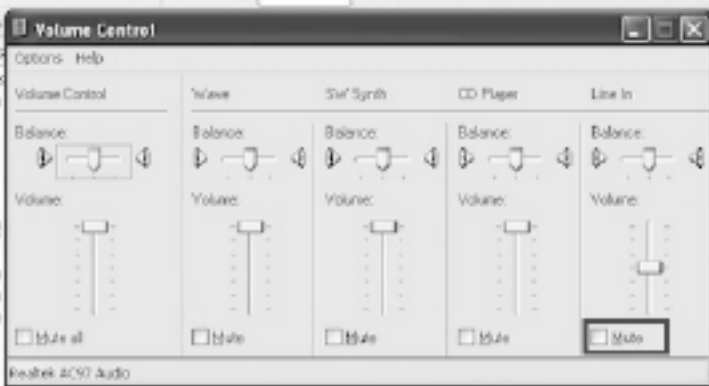 Volume Control
Options Help
Volume Control Wave SW Synth CD Player Line In
Balance: Balance: Balance: Balance: Balance:
Volume: Volume: Volume: Volume: Volume:
Mute all Mute Mute Mute Mute
Realtek AC97 Audio